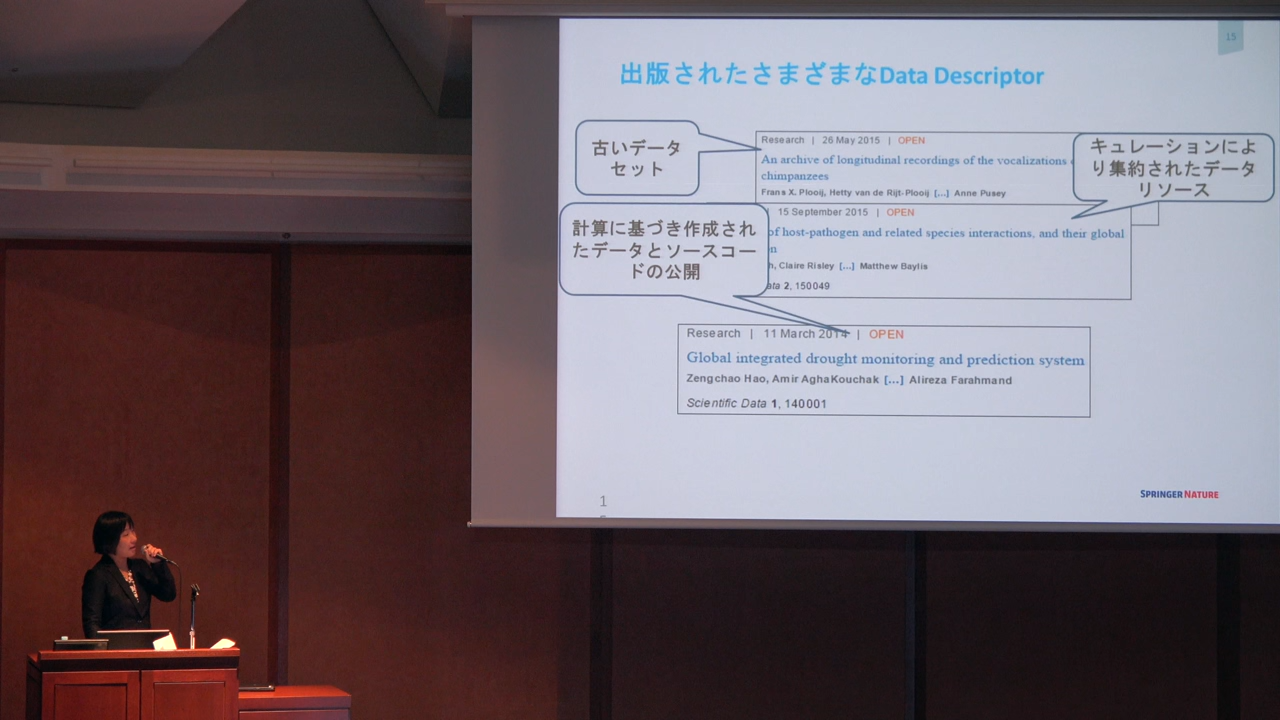 15
出版されたさまざまなData Descriptor
古いデータ
セット
Research | 26 May 2015 | OPEN
An archive of longitudinal recordings of the vocalizations
chimpanzees
Frans X. Plooij, Hetty van de Rijt-Plooij [...] Anne Pusey
キュレーションによ
り集約されたデータ
リソース
計算に基づき作成され
たデータとソースコー
ドの公開
15 September 2015 | OPEN
of host-pathogen and related species interactions, and their global
Claire Risley [...] Matthew Baylis
2, 150049
Research | 11 March 2014 | OPEN
Global integrated drought monitoring and prediction system
Zengchao Hao, Amir AghaKouchak [...] Alireza Farahmand
Scientific Data 1, 140001
1
SPRINGER NATURE